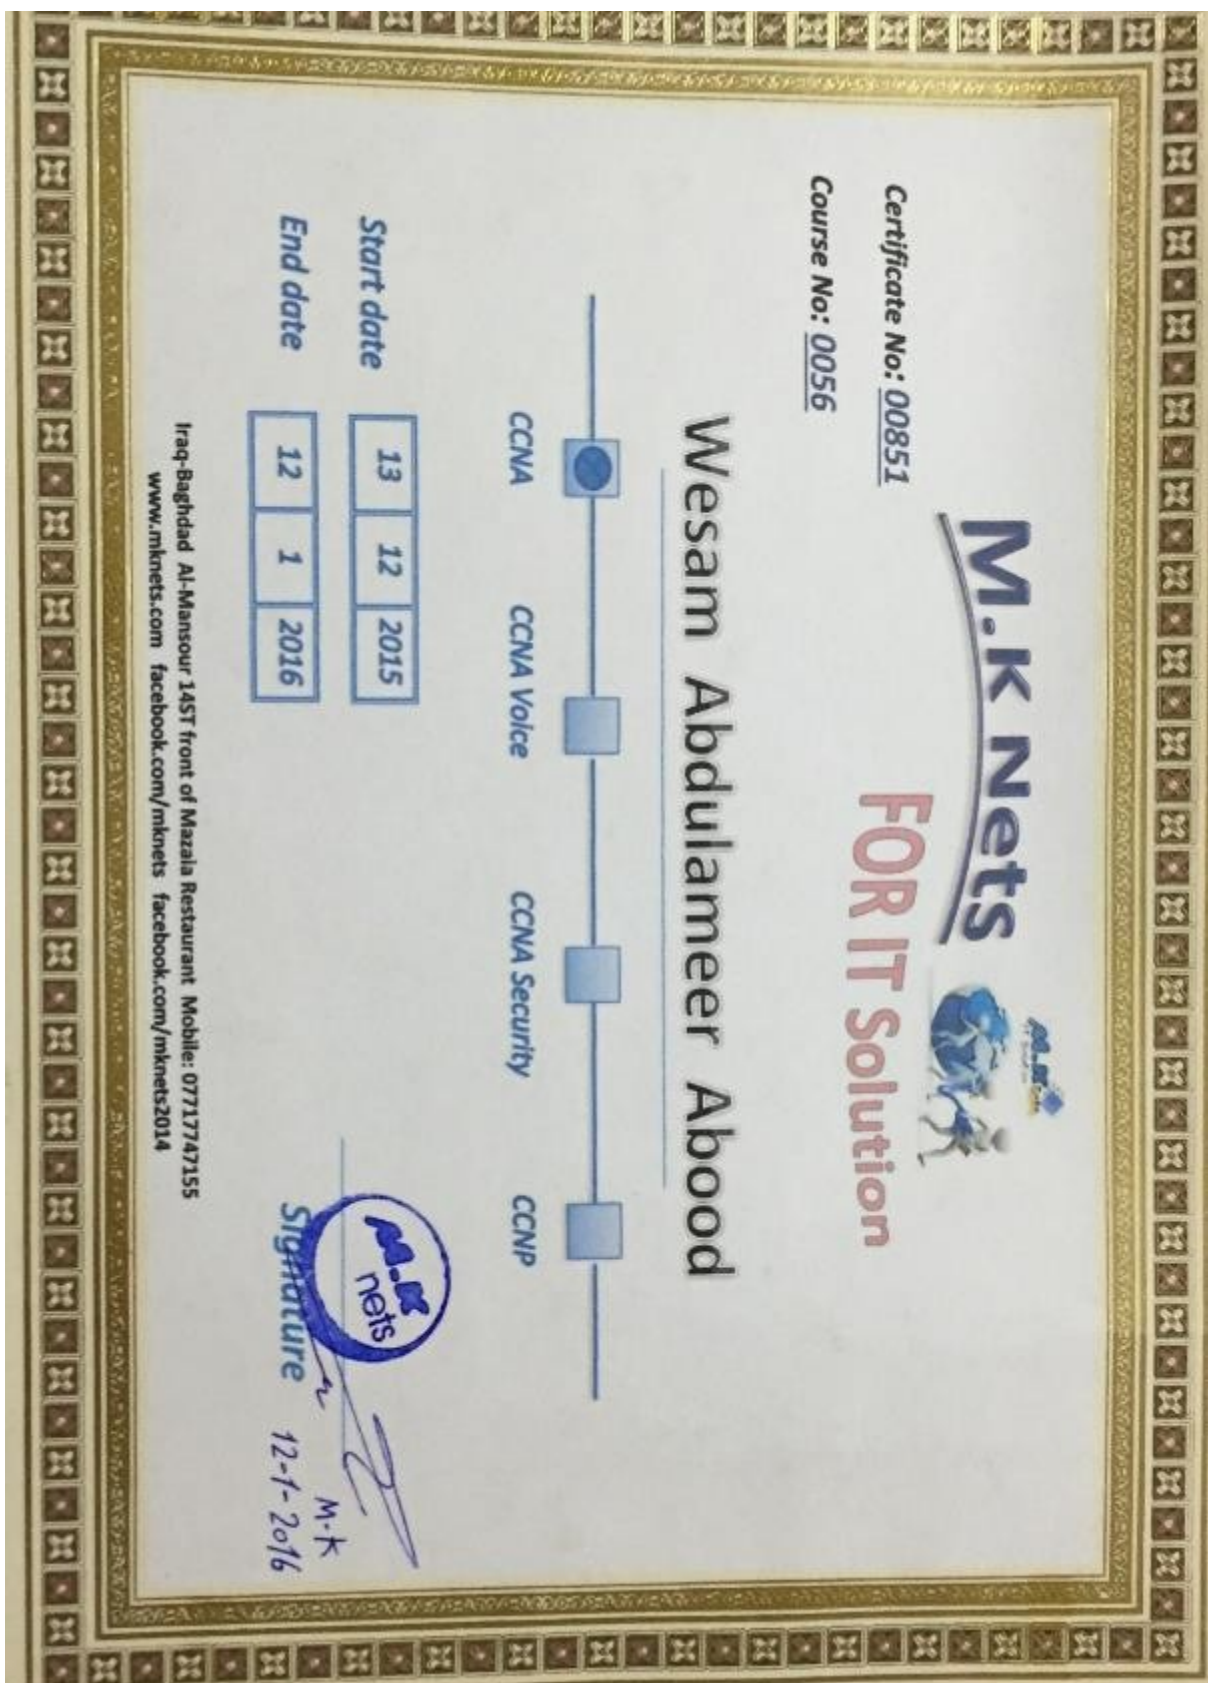 M.K Nets
M.K nets
FOR IT Solution
Certificate No: 00851
Course No: 0056
Wesam Abdulameer Abood
CCNA CCNA Voice CCNA Security CCNP
Start date 13 12 2015
End date 12 1 2016
M.K
nets
Signature
M.K
12-1-2016
Iraq-Baghdad Al-Mansour 14ST front of Mazaia Restaurant Mobile: 07717747155
www.mknets.com facebook.com/mknets facebook.com/mknets2014